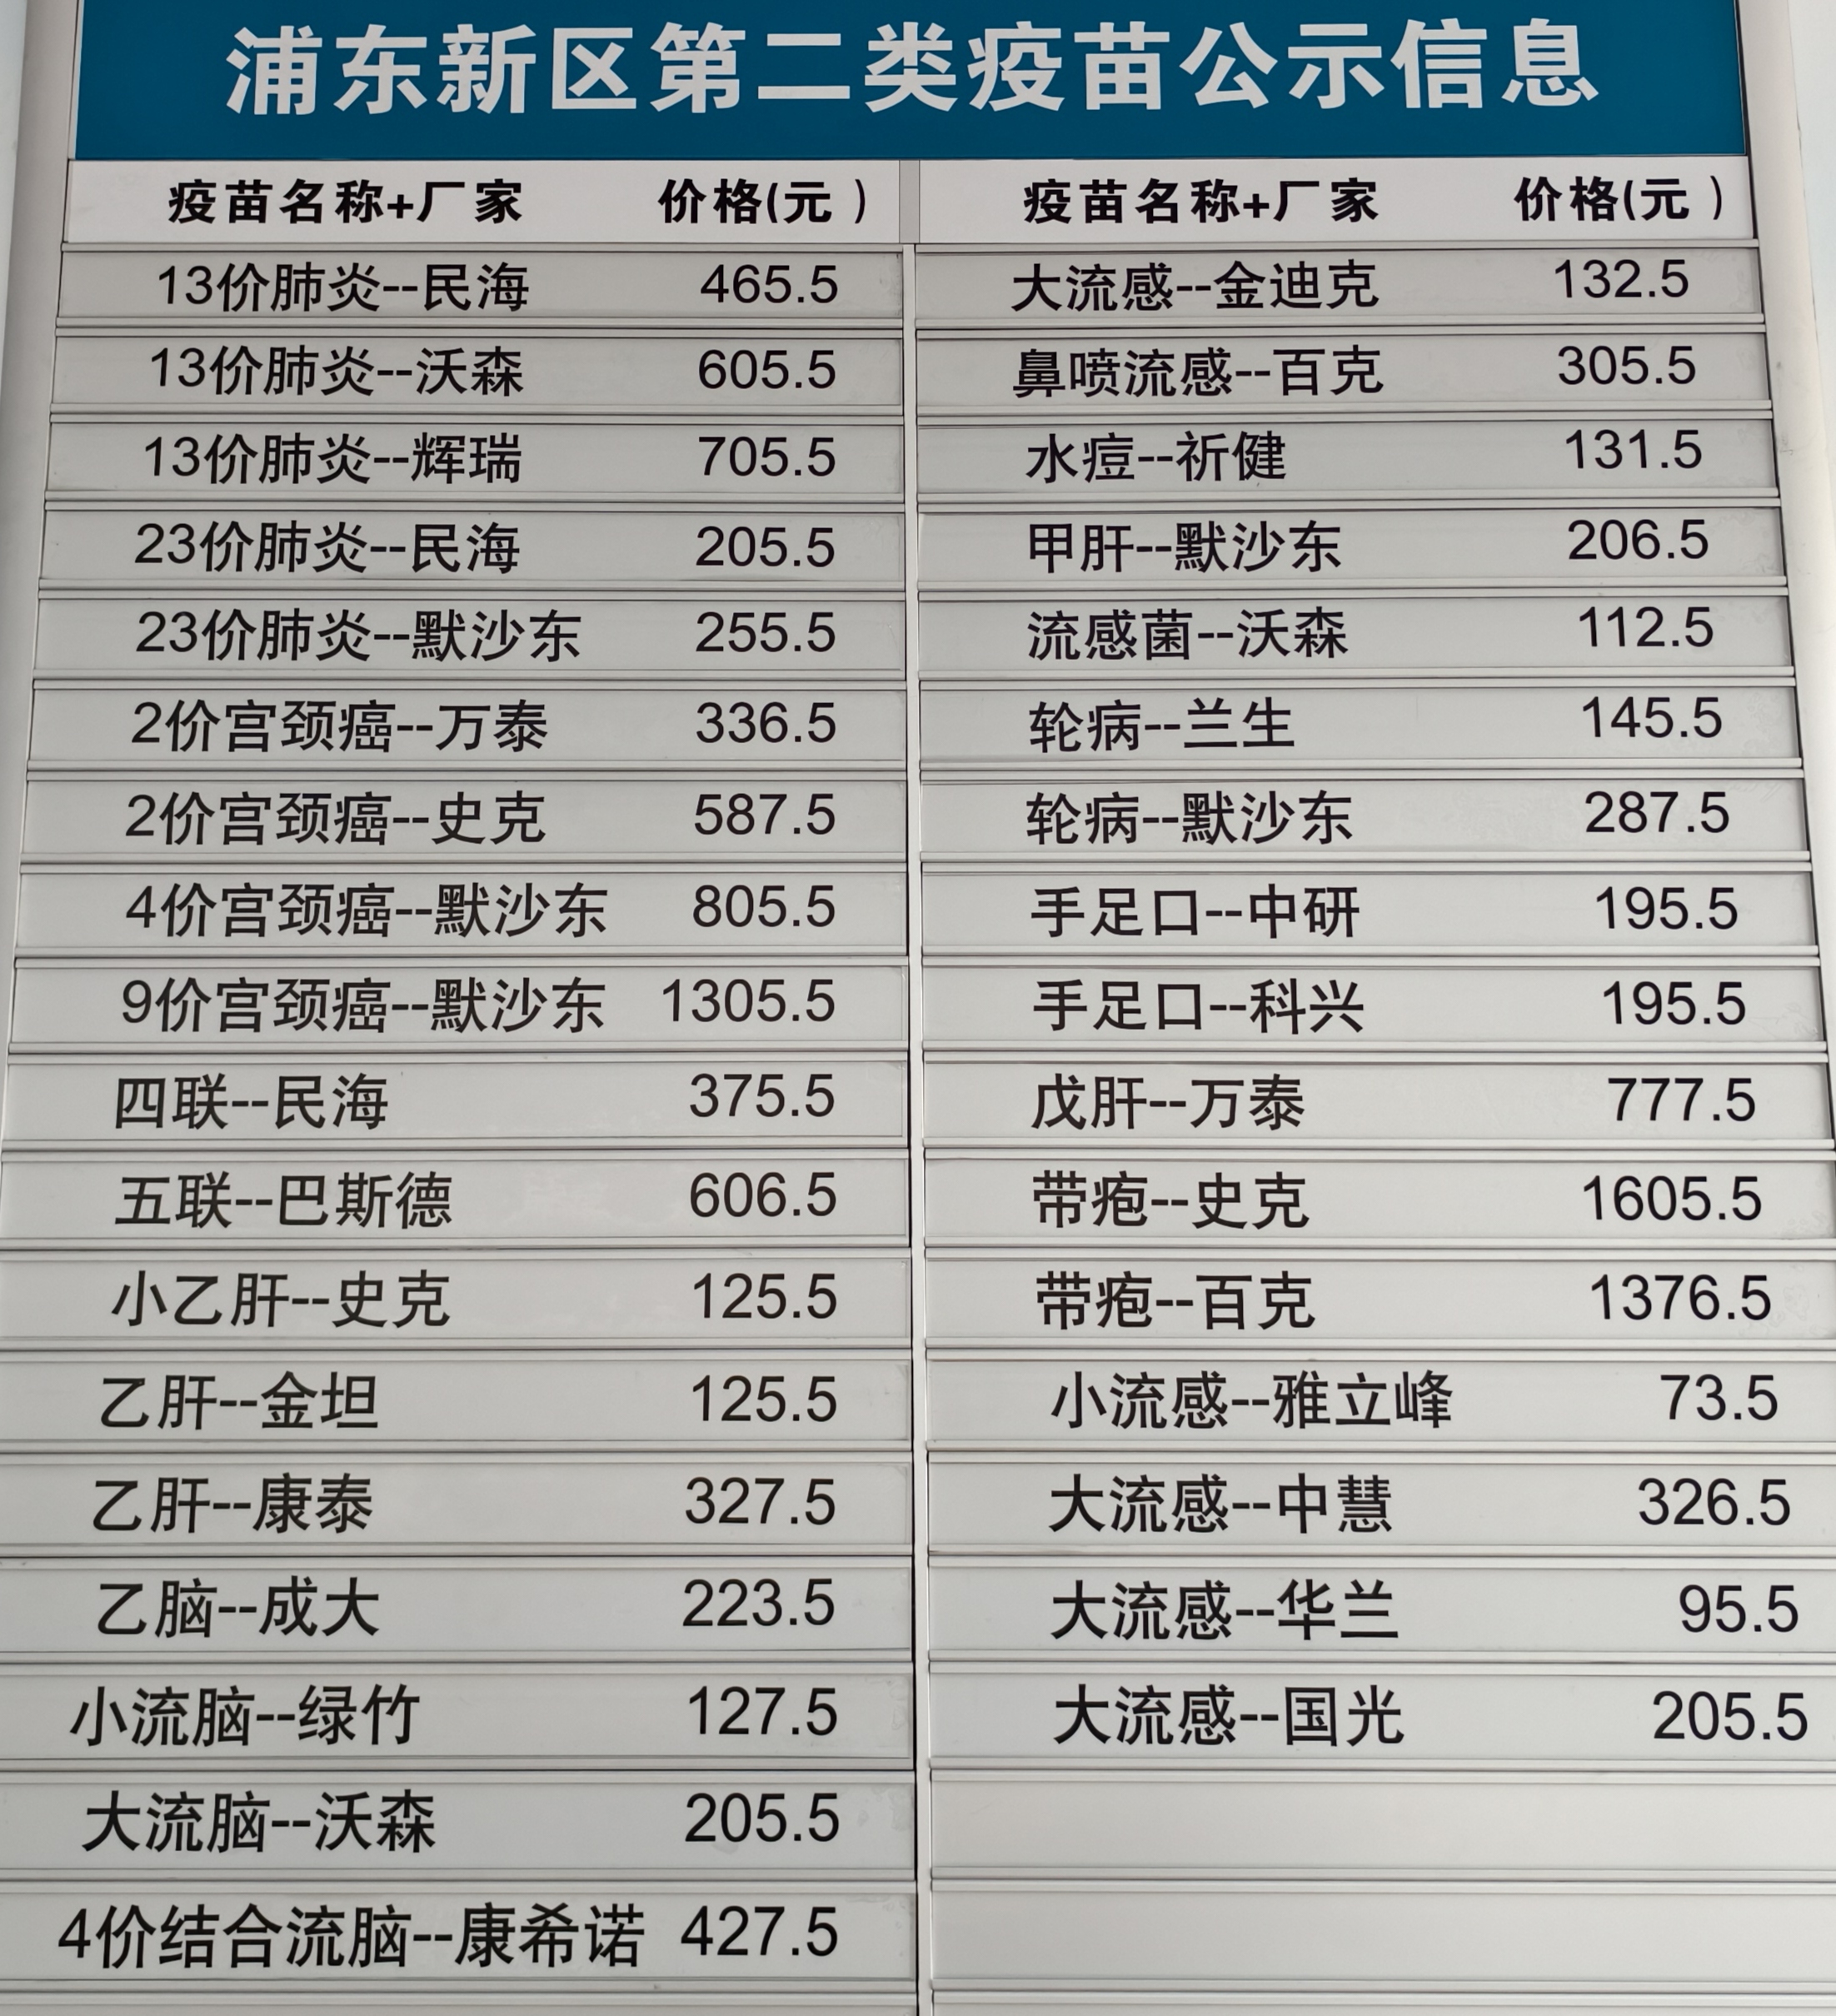 浦东新区第二类疫苗公示信息
疫苗名称+厂家 价格(元) 疫苗名称+厂家 价格(元)
13价肺炎--民海 465.5 大流感--金迪克 132.5
13价肺炎--沃森 605.5 鼻喷流感--百克 305.5
13价肺炎--辉瑞 705.5 水痘--祈健 131.5
23价肺炎--民海 205.5 甲肝--默沙东 206.5
23价肺炎--默沙东 255.5 流感菌--沃森 112.5
2价宫颈癌--万泰 336.5 轮病--兰生 145.5
2价宫颈癌--史克 587.5 轮病--默沙东 287.5
4价宫颈癌--默沙东 805.5 手足口--中研 195.5
9价宫颈癌--默沙东 1305.5 手足口--科兴 195.5
四联--民海 375.5 戊肝--万泰 777.5
五联--巴斯德 606.5 带疱--史克 1605.5
小乙肝--史克 125.5 带疱--百克 1376.5
乙肝--金坦 125.5 小流感--雅立峰 73.5
乙肝--康泰 327.5 大流感--中慧 326.5
乙脑--成大 223.5 大流感--华兰 95.5
小流脑--绿竹 127.5 大流感--国光 205.5
大流脑--沃森 205.5
4价结合流脑--康希诺 427.5